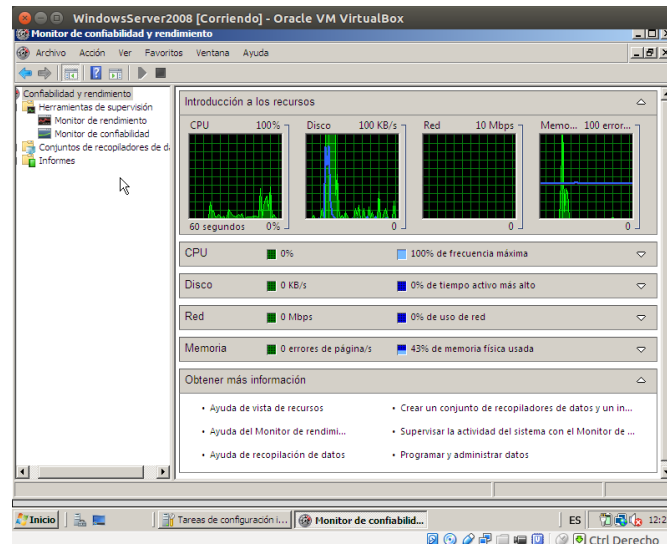 WindowsServer2008 [Corriendo] - Oracle VM VirtualBox
Monitor de confiabilidad y rendimiento
Archivo Acción Ver Favoritos Ventana Ayuda
Confiabilidad y rendimiento
Herramientas de supervisión
Monitor de rendimiento
Monitor de confiabilidad
Conjuntos de recopiladores de da
Informes
Introducción a los recursos
CPU 100% Disco 100 KB/s Red 10 Mbps Memo... 100 error...
60 segundos 0% 0 0 0
CPU 0% 100% de frecuencia máxima
Disco 0 KB/s 0% de tiempo activo más alto
Red 0 Mbps 0% de uso de red
Memoria 0 errores de página/s 43% de memoria física usada
Obtener más información
• Ayuda de vista de recursos • Crear un conjunto de recopiladores de datos y un in...
• Ayuda del Monitor de rendimi... • Supervisar la actividad del sistema con el Monitor de ...
• Ayuda de recopilación de datos • Programar y administrar datos
Inicio Tareas de configuración i... Monitor de confiabilid... ES 12:2
Ctrl Derecho